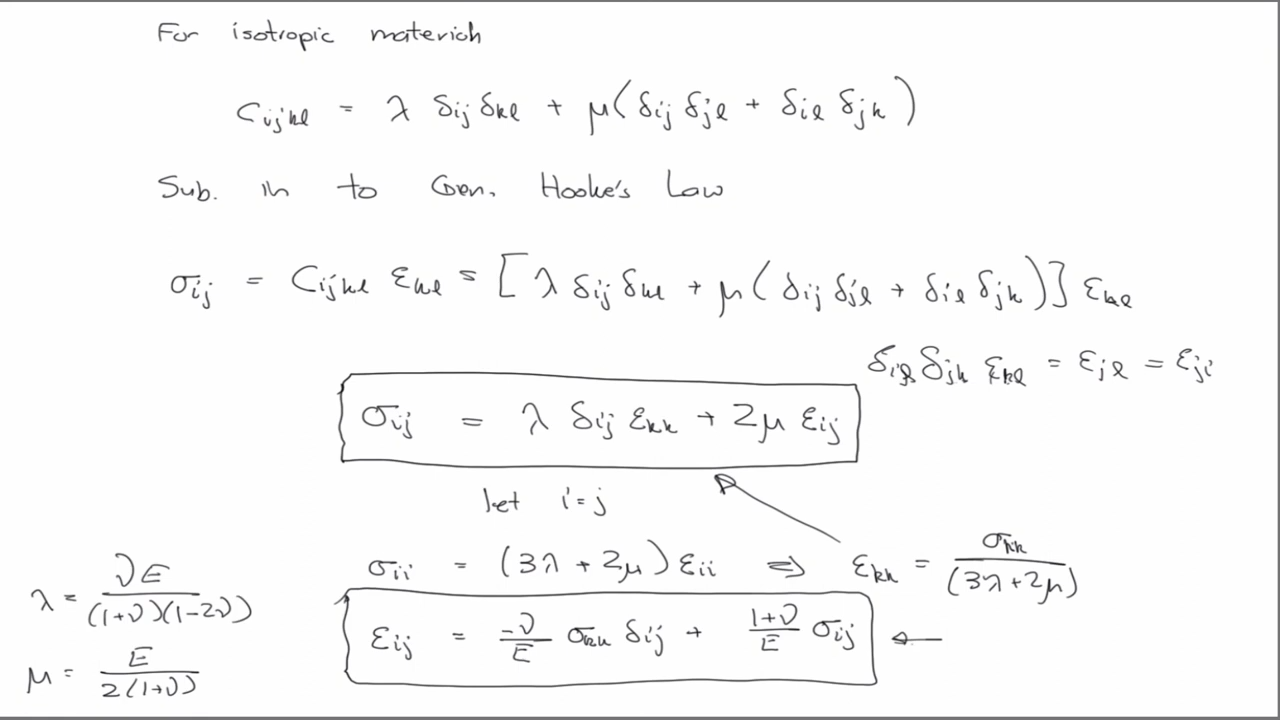 For isotropic materich
Cijkl = λ δij δkl + μ(δij δjl + δil δjk)
Sub. in to Gen. Hooke's Law
σij = Cijkl εkl = [λ δij δkl + μ(δij δjl + δil δjk)] εkl
δil δjk εkl = εjl = εji
σij = λ δij εkk + 2μ εij
let i=j
σii = (3λ + 2μ) εii ⇒ εkk = σkk / (3λ + 2μ)
λ = νE / (1+ν)(1-2ν)
εij = -ν/E σkk δij + 1+ν/E σij ←
μ = E / 2(1+ν)